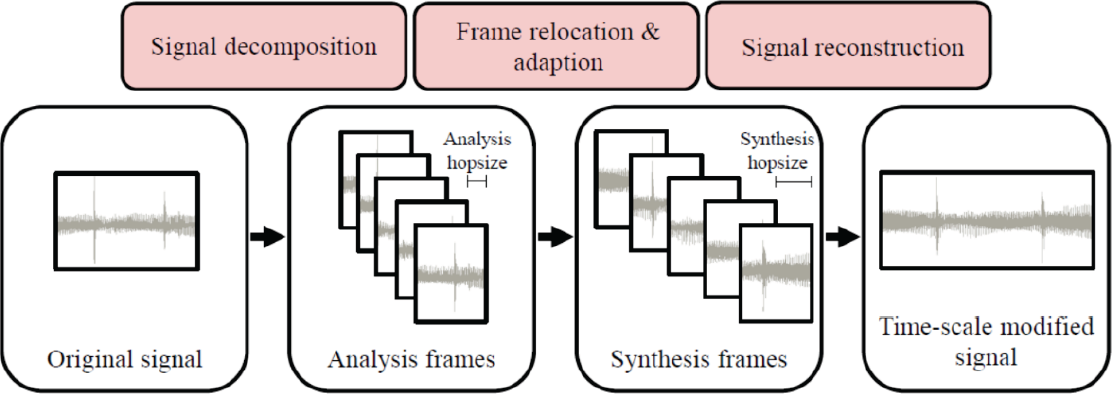 Signal decomposition
Frame relocation &
adaption
Signal reconstruction
Analysis
hopsize
Synthesis
hopsize
Original signal
Analysis frames
Synthesis frames
Time-scale modified
signal